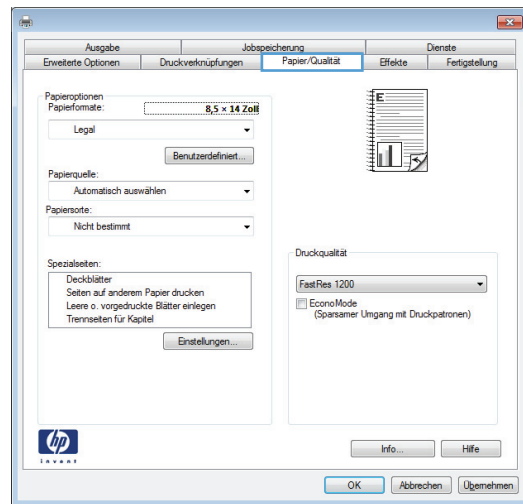 Ausgabe Jobspeicherung Dienste
Erweiterte Optionen Druckverknüpfungen Papier/Qualität Effekte Fertigstellung
Papieroptionen
Papierformate: 8,5 × 14 Zoll
Legal
Benutzerdefiniert...
Papierquelle:
Automatisch auswählen
Papiersorte:
Nicht bestimmt
Spezialseiten:
Deckblätter
Seiten auf anderem Papier drucken
Leere o. vorgedruckte Blätter einlegen
Trennseiten für Kapitel
Einstellungen...
E
Druckqualität
FastRes 1200
EconoMode
(Sparsamer Umgang mit Druckpatronen)
hp
invent
Info... Hilfe
OK Abbrechen Übernehmen